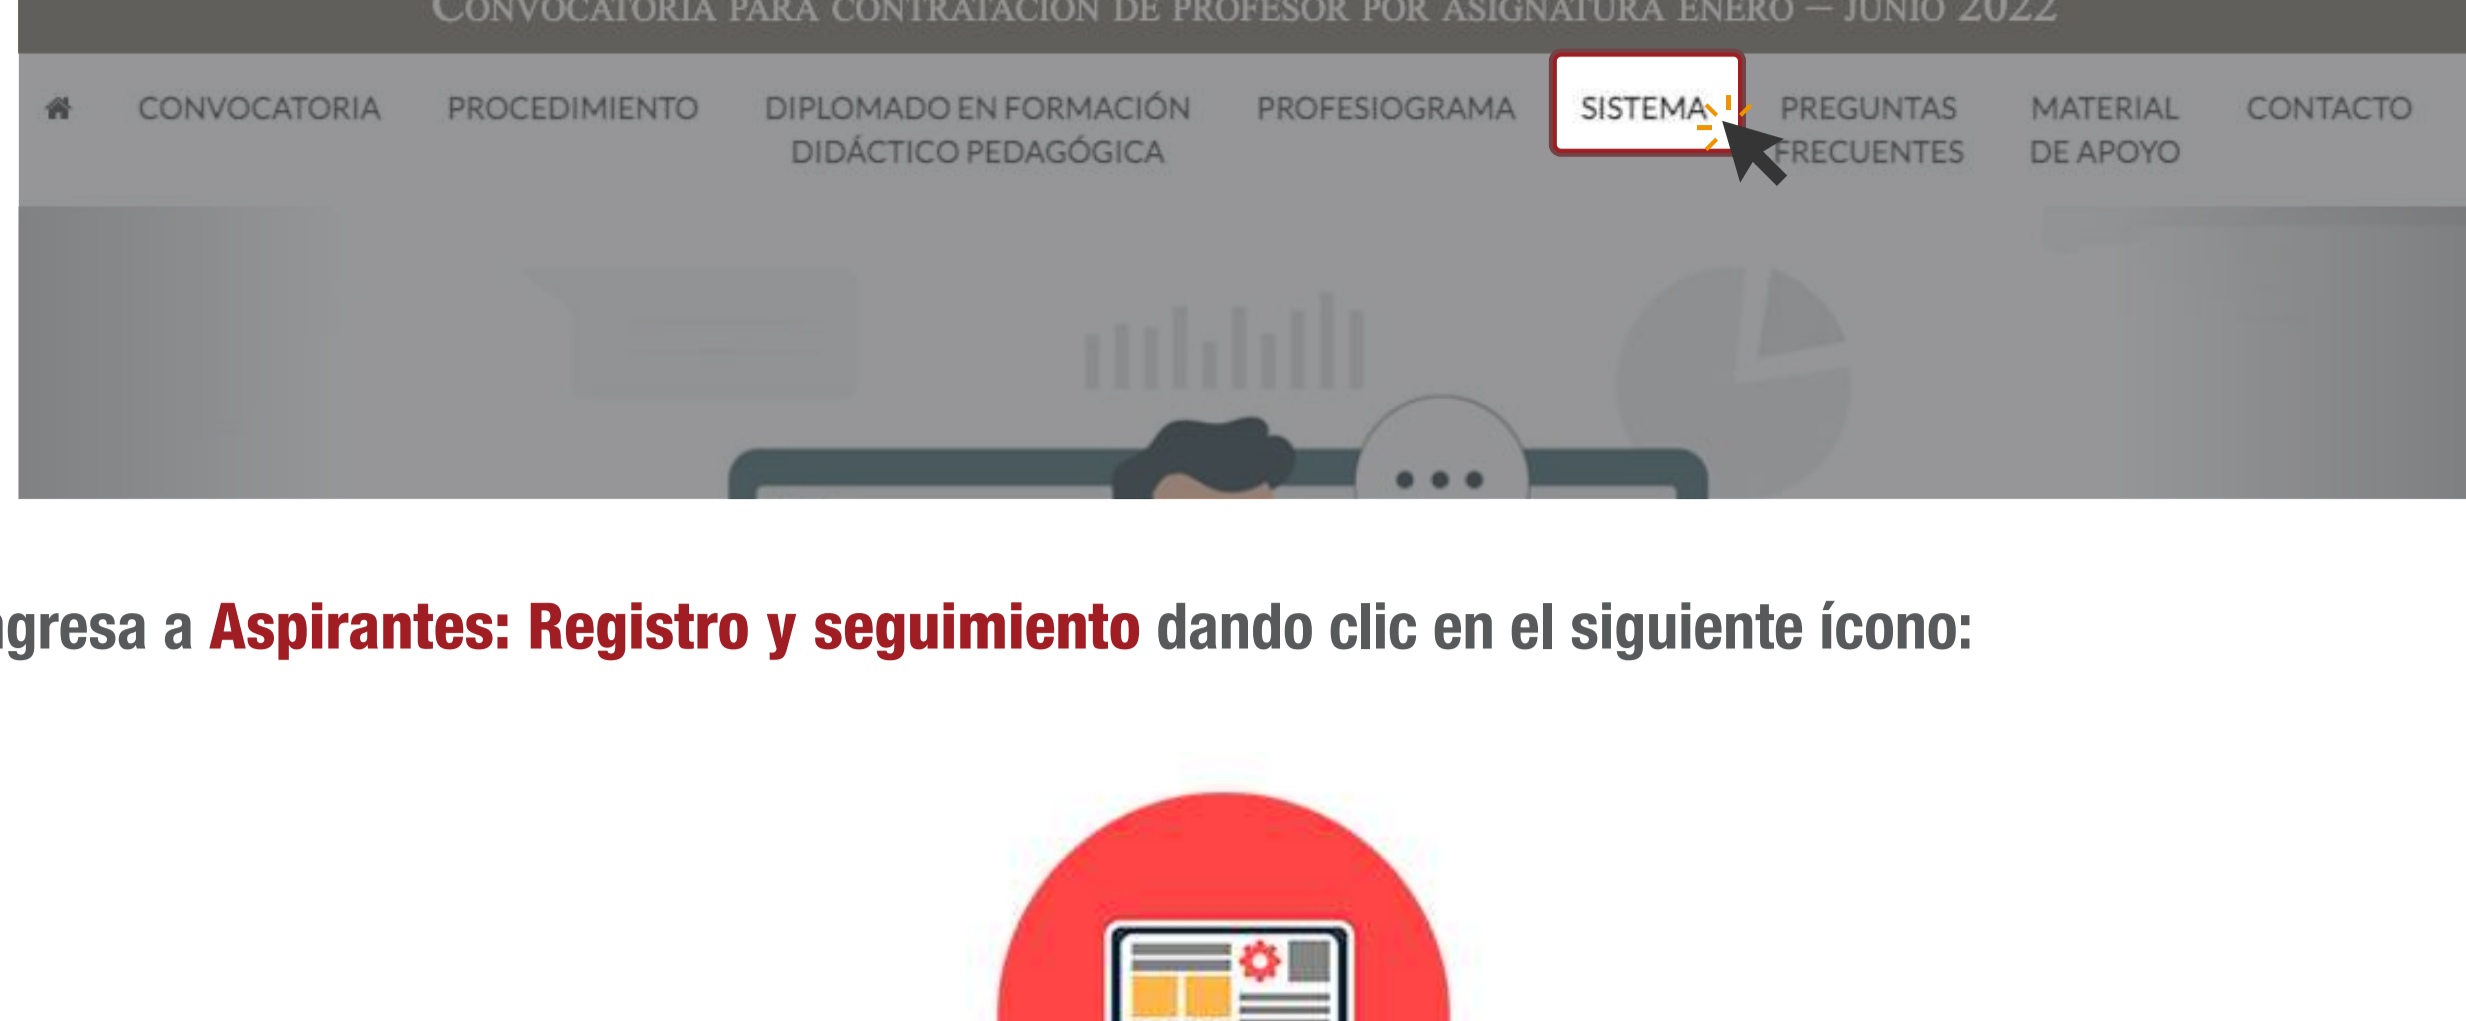 CONVOCATORIA PARA CONTRATACIÓN DE PROFESOR POR ASIGNATURA ENERO – JUNIO 2022
CONVOCATORIA
PROCEDIMIENTO
DIPLOMADO EN FORMACIÓN
DIDÁCTICO PEDAGÓGICA
PROFESIOGRAMA
SISTEMA
PREGUNTAS
FRECUENTES
MATERIAL
DE APOYO
CONTACTO
ngresa a Aspirantes: Registro y seguimiento dando clic en el siguiente ícono: